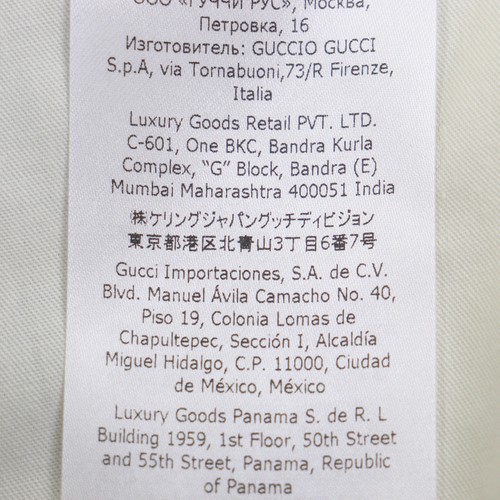 ООО «ГУЧЧИ РУС», Москва,
Петровка, 16
Изготовитель: GUCCIO GUCCI
S.p.A, via Tornabuoni,73/R Firenze,
Italia
Luxury Goods Retail PVT. LTD.
C-601, One BKC, Bandra Kurla
Complex, “G” Block, Bandra (E)
Mumbai Maharashtra 400051 India
㈱ケリングジャパングッチディビジョン
東京都港区北青山3丁目6番7号
Gucci Importaciones, S.A. de C.V.
Blvd. Manuel Ávila Camacho No. 40,
Piso 19, Colonia Lomas de
Chapultepec, Sección I, Alcaldía
Miguel Hidalgo, C.P. 11000, Ciudad
de México, México
Luxury Goods Panama S. de R. L
Building 1959, 1st Floor, 50th Street
and 55th Street, Panama, Republic
of Panama